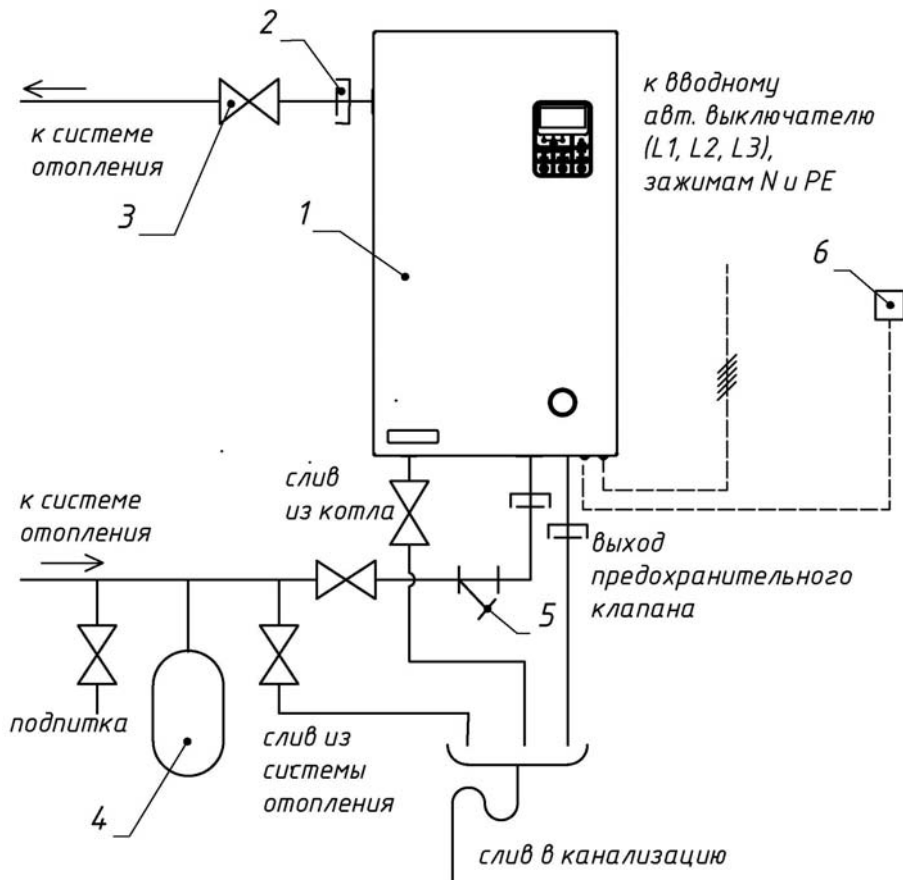 2
к вводному
авт. выключателю
(L1, L2, L3),
зажимам N и PE
к системе
отопления
3
1
6
слив
из котла
к системе
отопления
выход
предохранительного
клапана
5
подпитка
слив из
системы
отопления
4
слив в канализацию